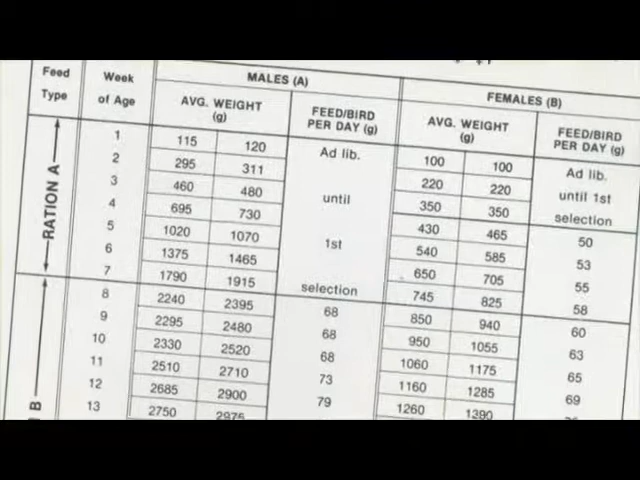 Feed Type Week of Age MALES (A) FEMALES (B)
AVG. WEIGHT (g) FEED/BIRD PER DAY (g) AVG. WEIGHT (g) FEED/BIRD PER DAY (g)
RATION A
1 115 120 Ad lib. 100 100 Ad lib.
2 295 311 220 220 until 1st
3 460 480 until 350 350 selection
4 695 730 430 465 50
5 1020 1070 1st 540 585 53
6 1375 1465 650 705 55
7 1790 1915 selection 745 825 58
8 2240 2395 68 850 940 60
9 2295 2480 68 950 1055 63
10 2330 2520 68 1060 1175 65
11 2510 2710 73 1160 1285 69
12 2685 2900 79 1260 1390
13 2750 2975
B